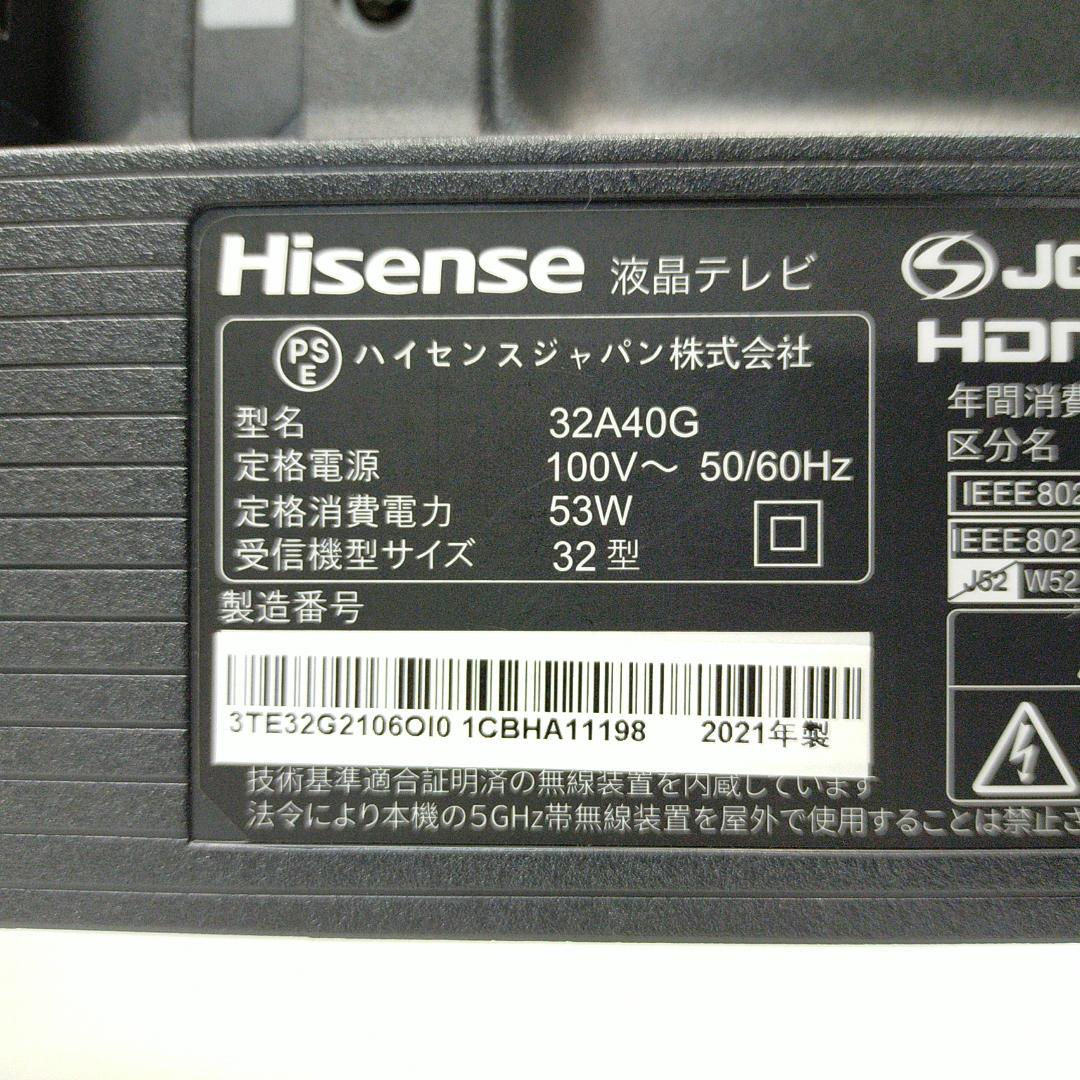 Hisense 液晶テレビ
PSE ハイセンスジャパン株式会社
型名 32A40G
定格電源 100V～ 50/60Hz
定格消費電力 53W
受信機型サイズ 32型
製造番号
3TE32G2106OI0 1CBHA11198 2021年製
技術基準適合証明済の無線装置を内蔵しています
法令により本機の5GHz帯無線装置を屋外で使用することは禁止さ
JC
HDM
年間消費
区分名
IEEE802
IEEE802
J52 W52